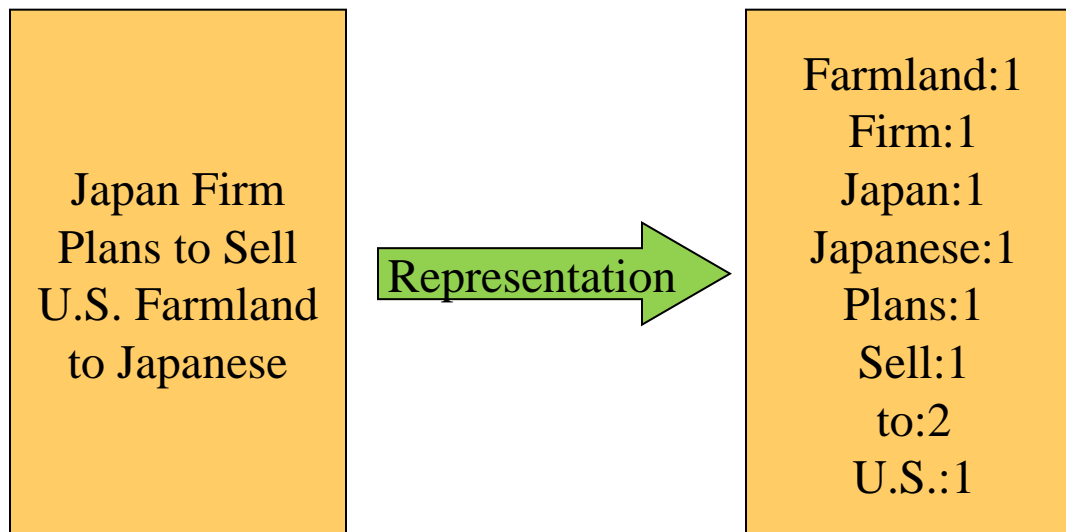 Japan Firm
Plans to Sell
U.S. Farmland
to Japanese
Representation
Farmland:1
Firm:1
Japan:1
Japanese:1
Plans:1
Sell:1
to:2
U.S.:1